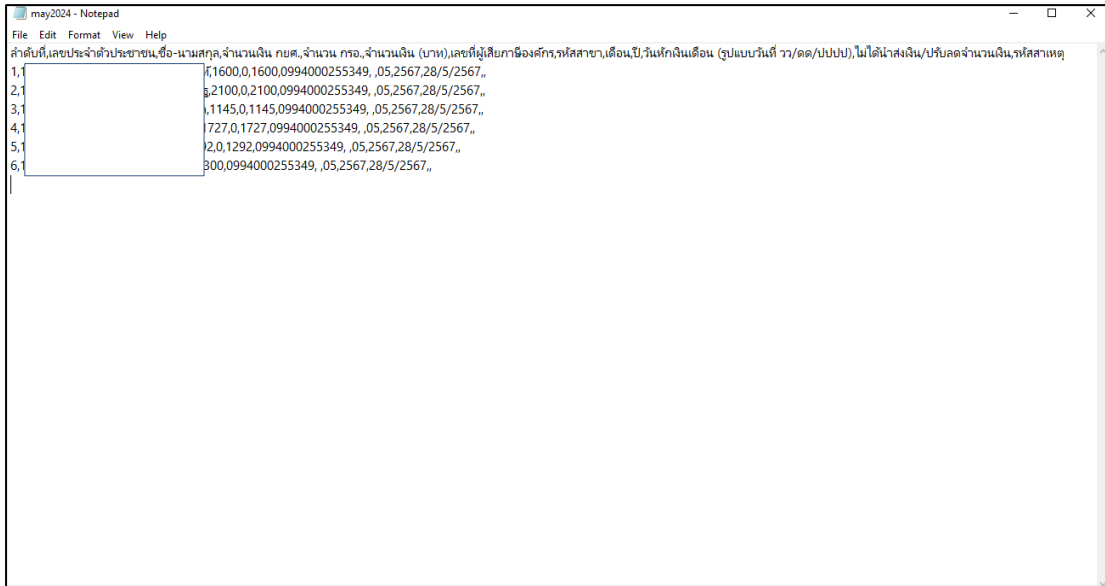 may2024 - Notepad
File Edit Format View Help
ลำดับที่,เลขประจำตัวประชาชน,ชื่อ-นามสกุล,จำนวนเงิน กยศ.,จำนวน กรอ.,จำนวนเงิน (บาท),เลขที่ผู้เสียภาษีองค์กร,รหัสสาขา,เดือน,ปี,วันหักเงินเดือน (รูปแบบวันที่ วว/ดด/ปปปป),ไม่ได้นำส่งเงิน/ปรับลดจำนวนเงิน,รหัสสาเหตุ
1,1 ,1600,0,1600,0994000255349, ,05,2567,28/5/2567,,
2,1 ,2100,0,2100,0994000255349, ,05,2567,28/5/2567,,
3,1 ,1145,0,1145,0994000255349, ,05,2567,28/5/2567,,
4,1 1727,0,1727,0994000255349, ,05,2567,28/5/2567,,
5,1 92,0,1292,0994000255349, ,05,2567,28/5/2567,,
6,1 300,0994000255349, ,05,2567,28/5/2567,,